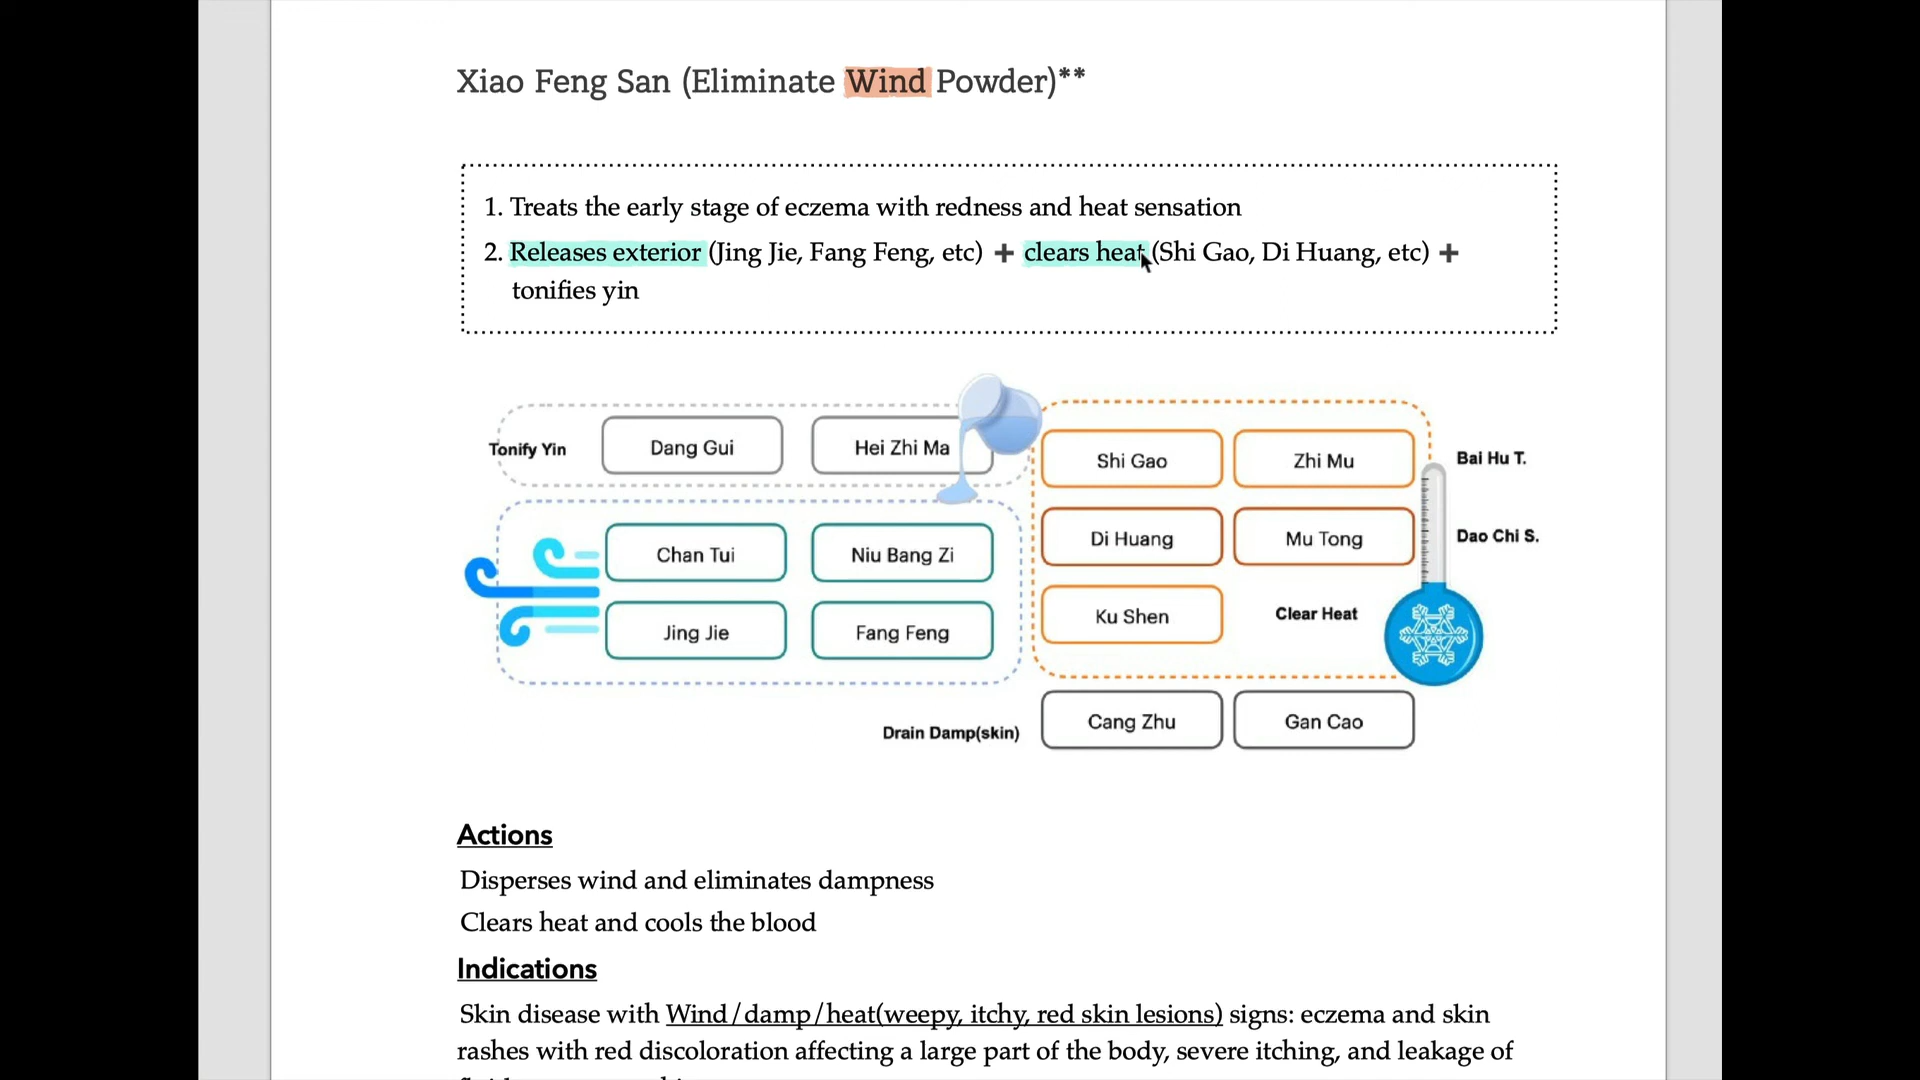 Xiao Feng San (Eliminate Wind Powder)**
1. Treats the early stage of eczema with redness and heat sensation
2. Releases exterior (Jing Jie, Fang Feng, etc) + clears heat (Shi Gao, Di Huang, etc) +
tonifies yin
Tonify Yin
Dang Gui
Hei Zhi Ma
Shi Gao
Zhi Mu
Bai Hu T.
Chan Tui
Niu Bang Zi
Di Huang
Mu Tong
Dao Chi S.
Jing Jie
Fang Feng
Ku Shen
Clear Heat
Drain Damp(skin)
Cang Zhu
Gan Cao
Actions
Disperses wind and eliminates dampness
Clears heat and cools the blood
Indications
Skin disease with Wind/damp/heat(weepy, itchy, red skin lesions) signs: eczema and skin
rashes with red discoloration affecting a large part of the body, severe itching, and leakage of